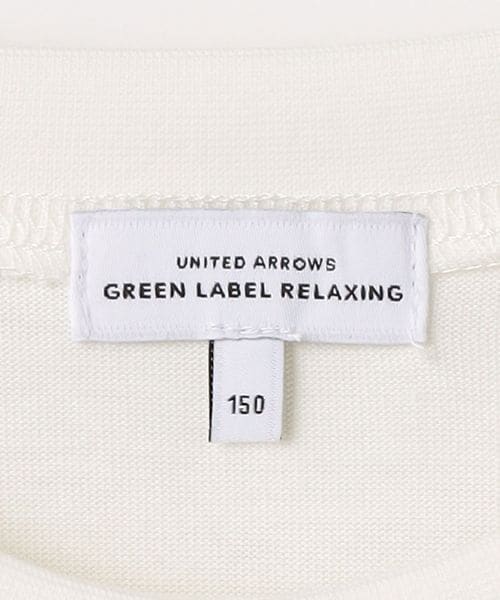 UNITED ARROWS
GREEN LABEL RELAXING
150